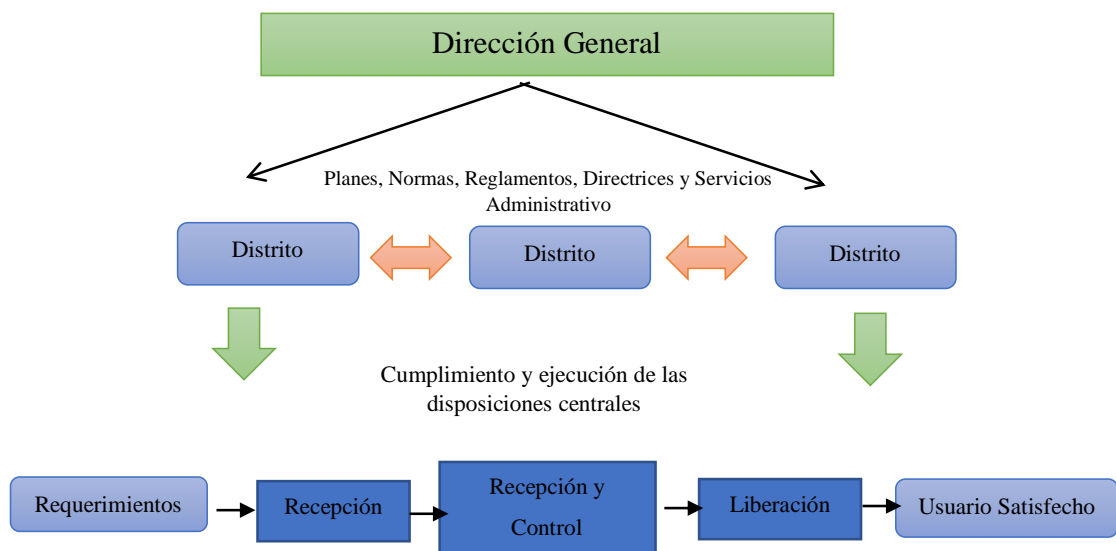 Dirección General
Planes, Normas, Reglamentos, Directrices y Servicios
Administrativo
Distrito
Distrito
Distrito
Cumplimiento y ejecución de las
disposiciones centrales
Requerimientos
Recepción
Recepción y
Control
Liberación
Usuario Satisfecho